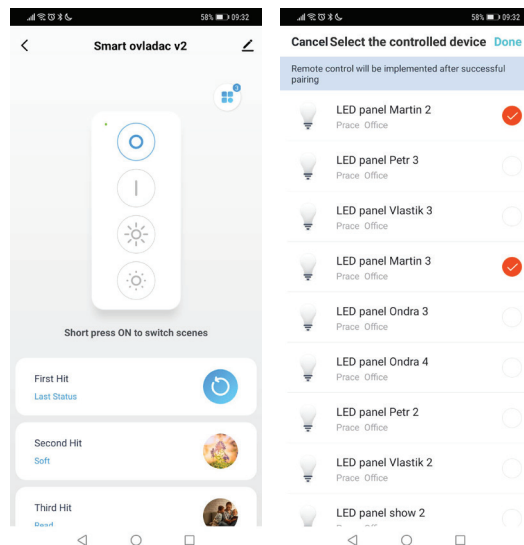 58% 09:32
Smart ovladac v2
3
Short press ON to switch scenes
First Hit
Last Status
Second Hit
Soft
Third Hit
Read
58% 09:32
Cancel Select the controlled device Done
Remote control will be implemented after successful
pairing
LED panel Martin 2
Prace Office
LED panel Petr 3
Prace Office
LED panel Vlastik 3
Prace Office
LED panel Martin 3
Prace Office
LED panel Ondra 3
Prace Office
LED panel Ondra 4
Prace Office
LED panel Petr 2
Prace Office
LED panel Vlastik 2
Prace Office
LED panel show 2